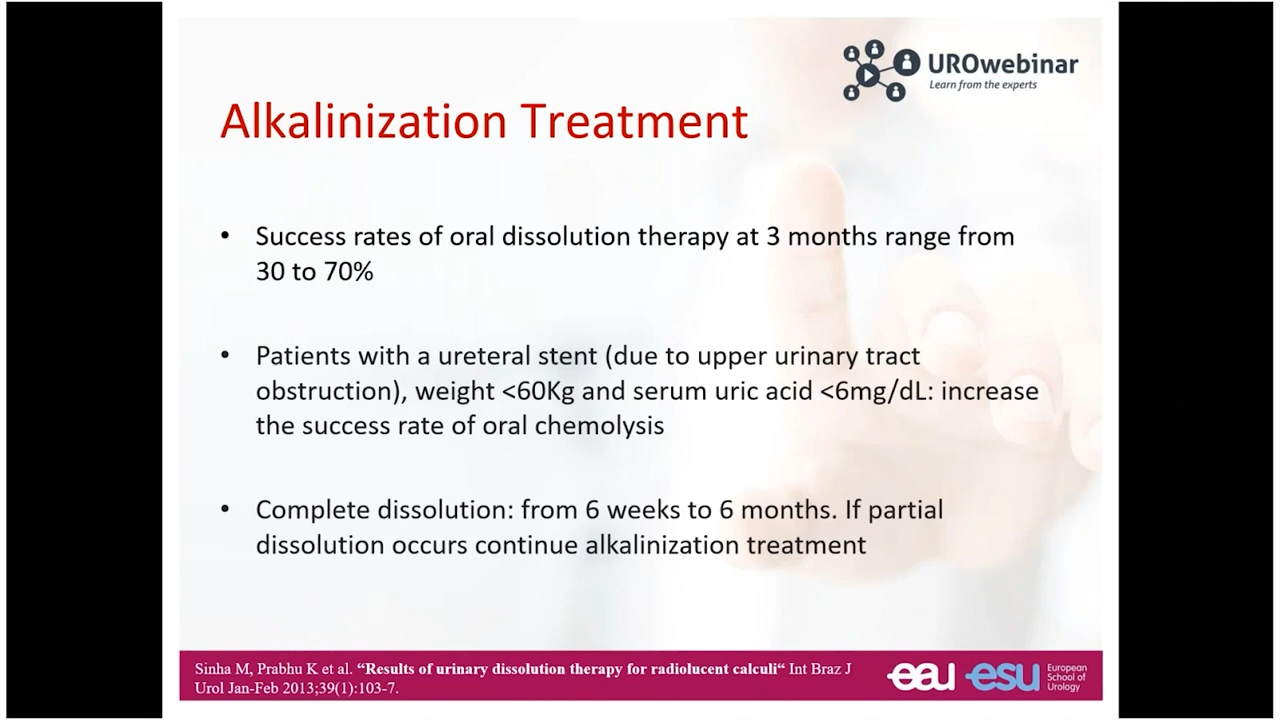 UROwebinar
Learn from the experts
Alkalinization Treatment
• Success rates of oral dissolution therapy at 3 months range from
30 to 70%
• Patients with a ureteral stent (due to upper urinary tract
obstruction), weight <60Kg and serum uric acid <6mg/dL: increase
the success rate of oral chemolysis
• Complete dissolution: from 6 weeks to 6 months. If partial
dissolution occurs continue alkalinization treatment
Sinha M, Prabhu K et al. “Results of urinary dissolution therapy for radiolucent calculi“ Int Braz J
Urol Jan-Feb 2013;39(1):103-7.
eau
esu
European
School of
Urology